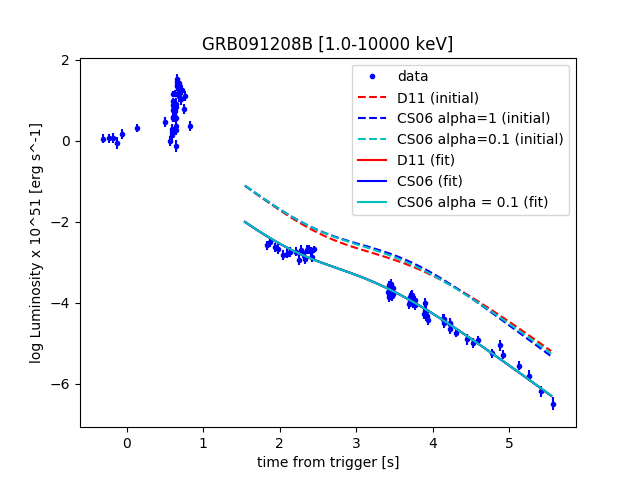 GRB091208B [1.0-10000 keV]
data
D11 (initial)
CS06 alpha=1 (initial)
CS06 alpha=0.1 (initial)
D11 (fit)
CS06 (fit)
CS06 alpha = 0.1 (fit)
log Luminosity x 10^51 [erg s^-1]
2
0
−2
−4
−6
0 1 2 3 4 5
time from trigger [s]